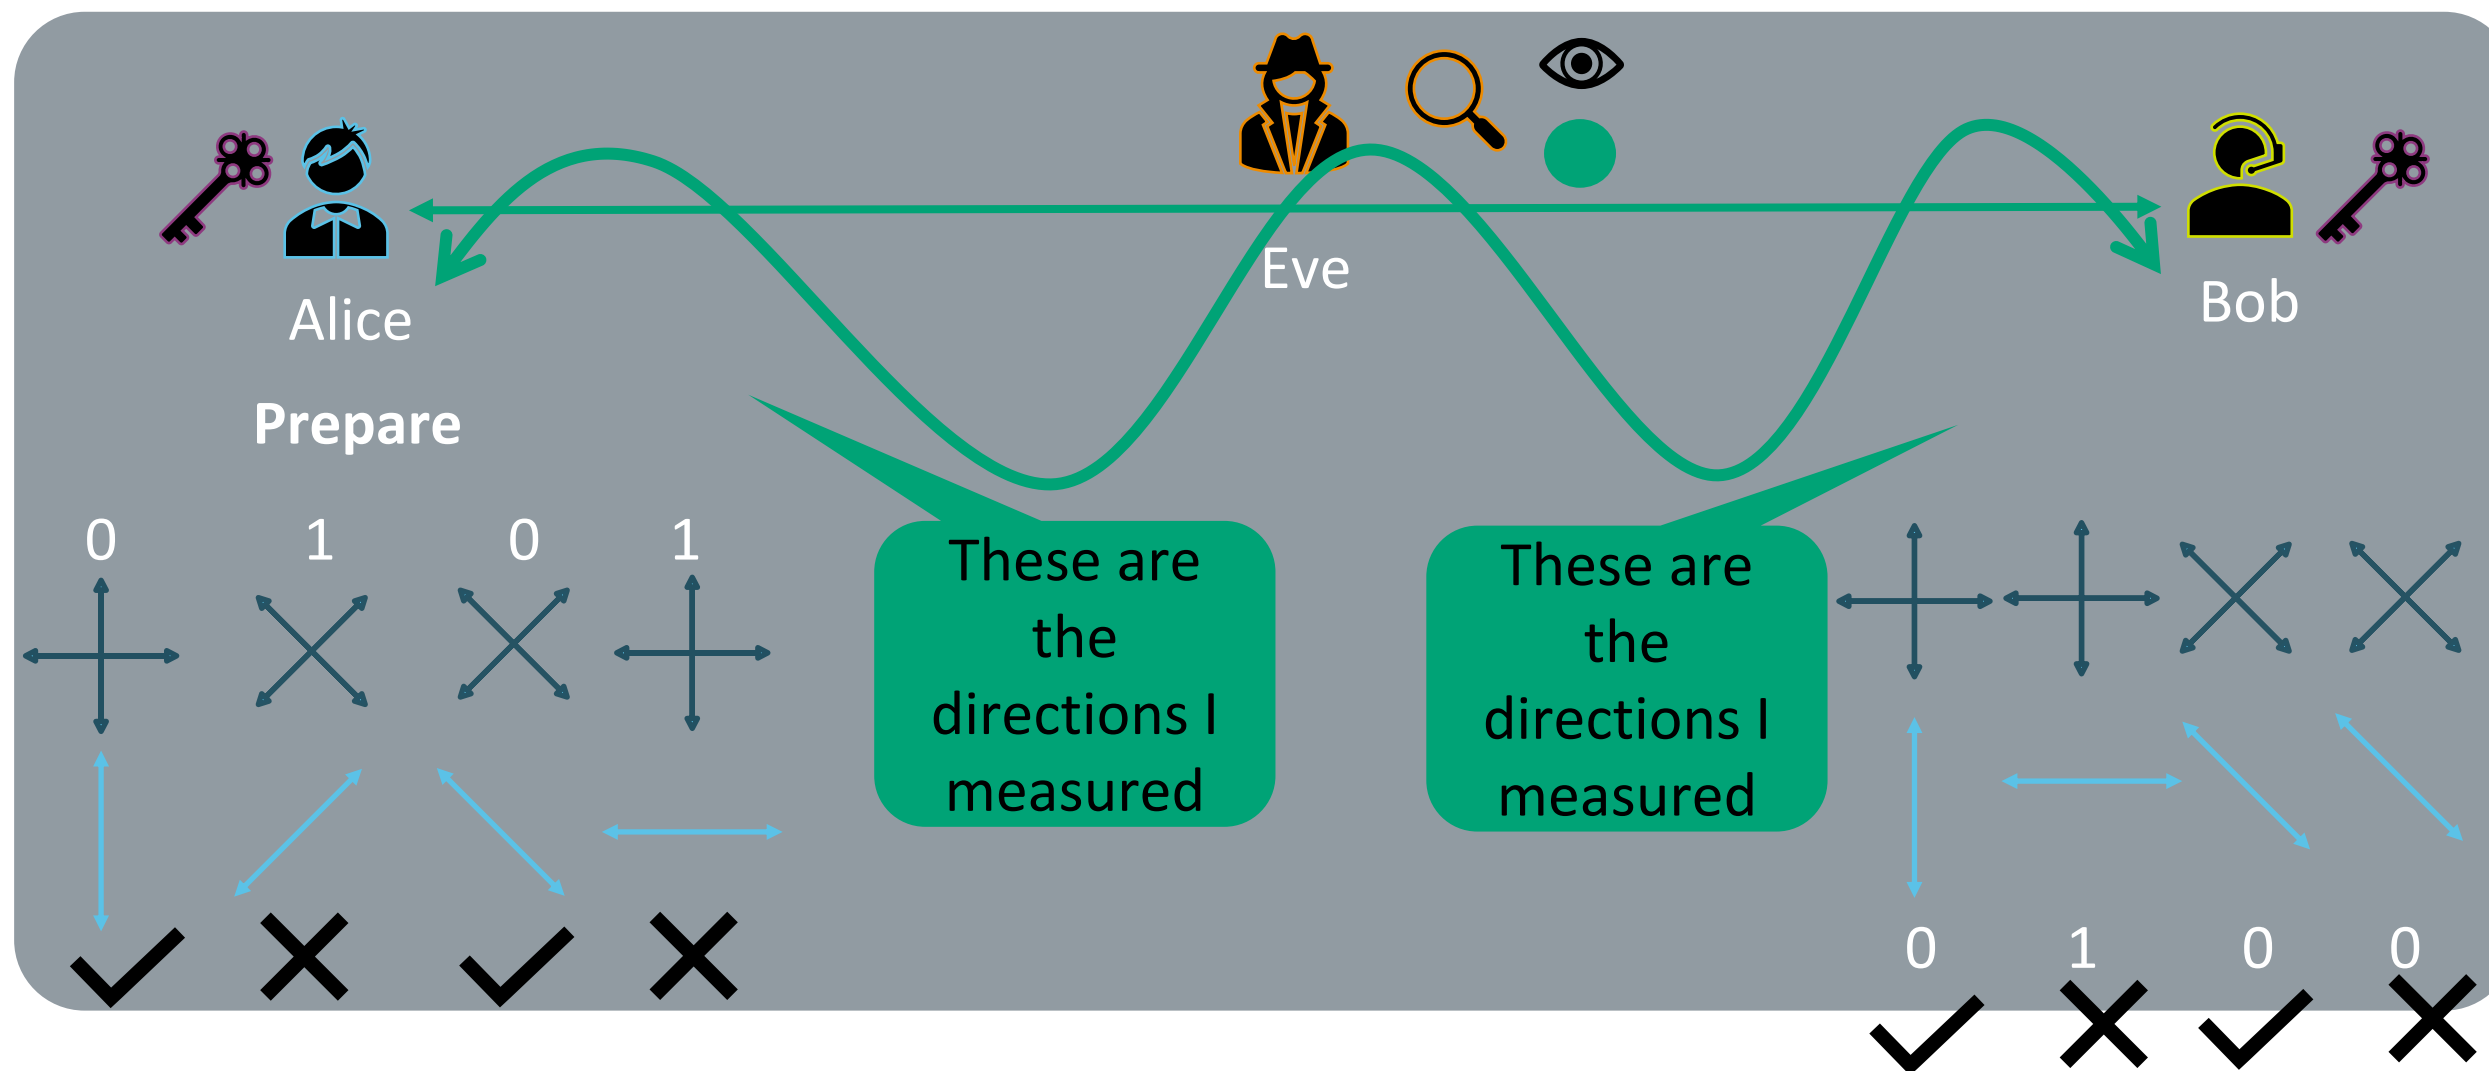 Eve
Alice
Bob
Prepare
0 1 0 1
These are
the
directions I
measured
These are
the
directions I
measured
0 1 0 0